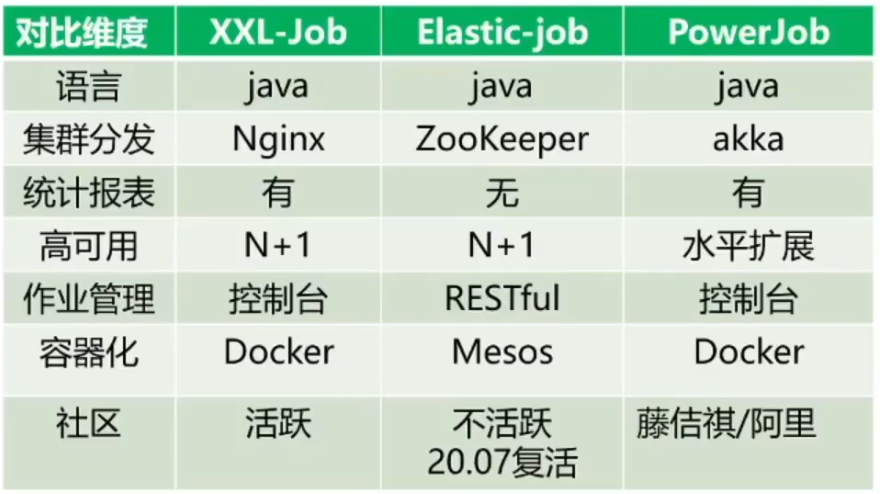 对比维度 XXL-Job Elastic-job PowerJob
语言 java java java
集群分发 Nginx ZooKeeper akka
统计报表 有 无 有
高可用 N+1 N+1 水平扩展
作业管理 控制台 RESTful 控制台
容器化 Docker Mesos Docker
社区 活跃 不活跃 藤佶祺/阿里
20.07复活